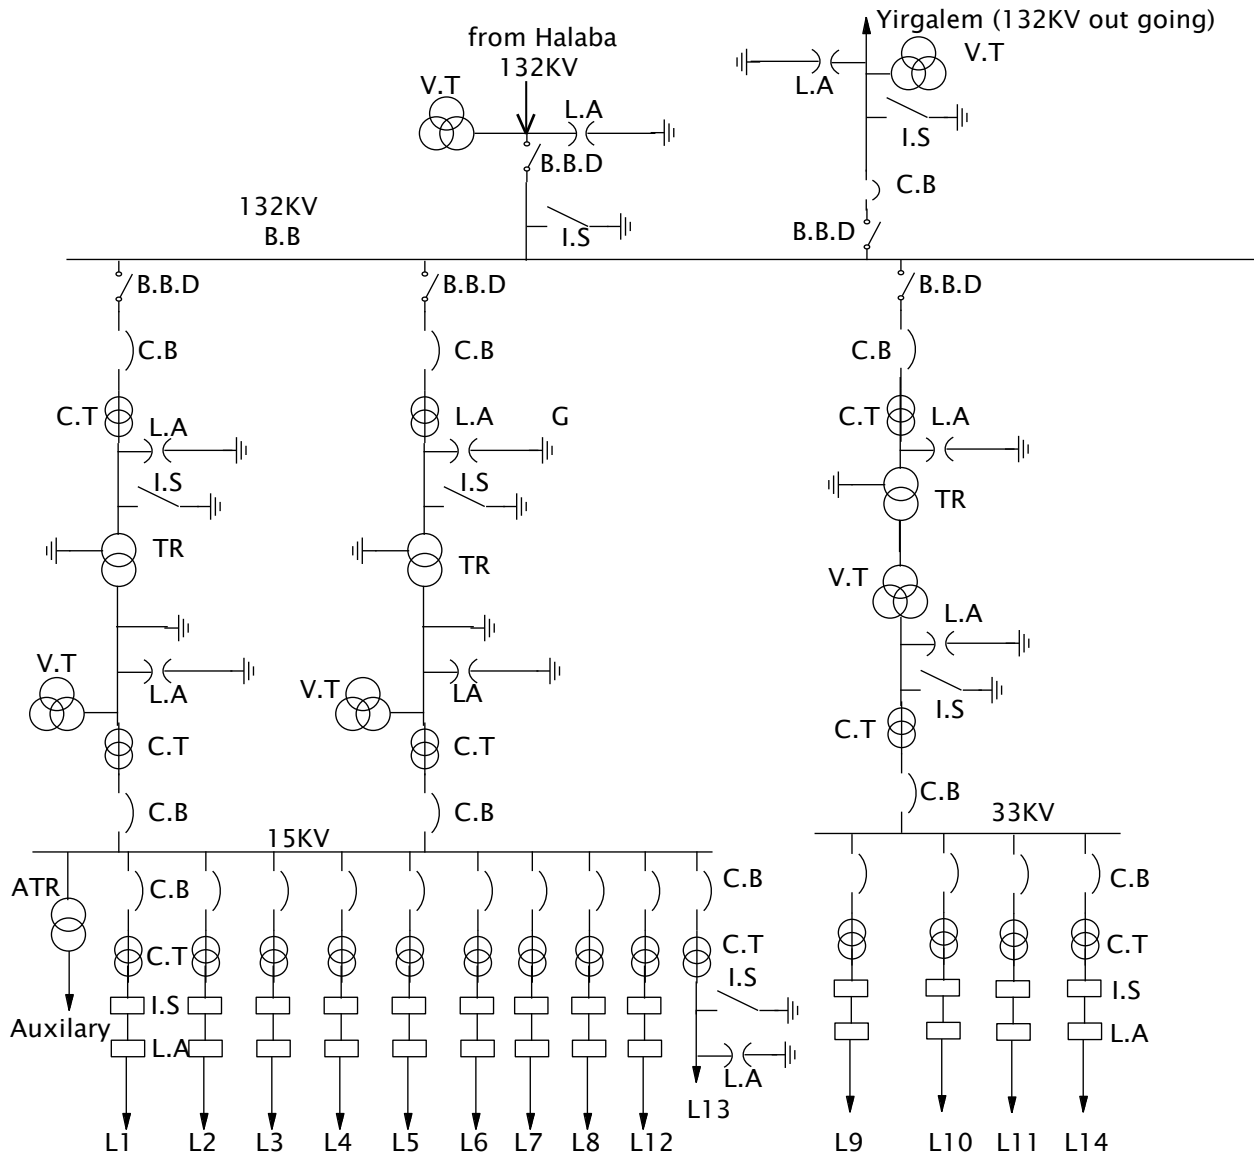 Yirgalem (132KV out going)
from Halaba
132KV
V.T
V.T
L.A
L.A
I.S
B.B.D
C.B
132KV
B.B
I.S
B.B.D
B.B.D
B.B.D
B.B.D
C.B
C.B
C.B
C.T
L.A
L.A
G
C.T
L.A
I.S
I.S
TR
TR
TR
V.T
L.A
V.T
L.A
V.T
LA
I.S
C.T
C.T
C.T
C.B
C.B
C.B
15KV
33KV
ATR
C.B
C.B
C.B
C.T
C.T
C.T
I.S
I.S
I.S
Auxilary
L.A
L.A
L.A
L13
L1
L2
L3
L4
L5
L6
L7
L8
L12
L9
L10
L11
L14